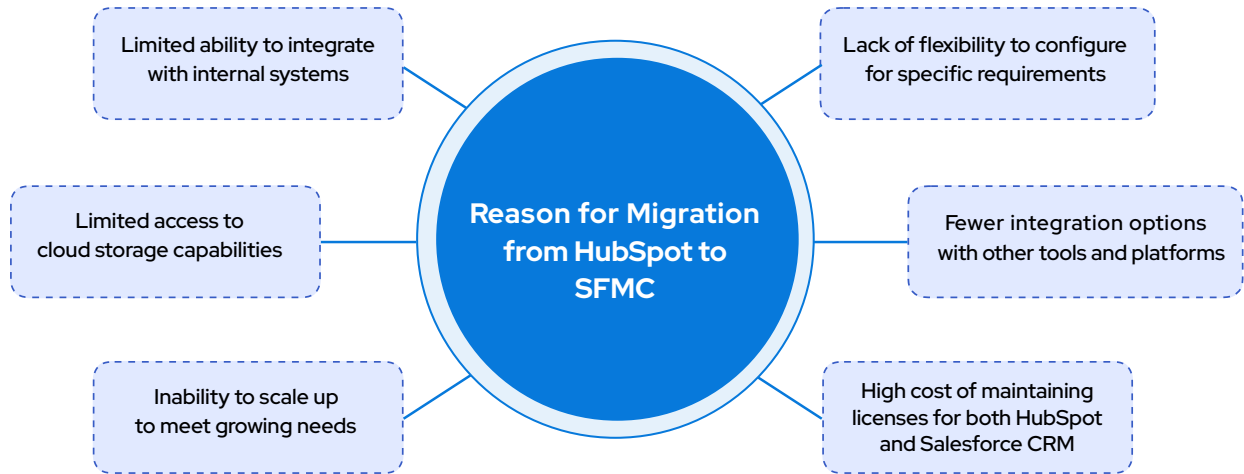 Limited ability to integrate
with internal systems
Lack of flexibility to configure
for specific requirements
Limited access to
cloud storage capabilities
Reason for Migration
from HubSpot to
SFMC
Fewer integration options
with other tools and platforms
Inability to scale up
to meet growing needs
High cost of maintaining
licenses for both HubSpot
and Salesforce CRM